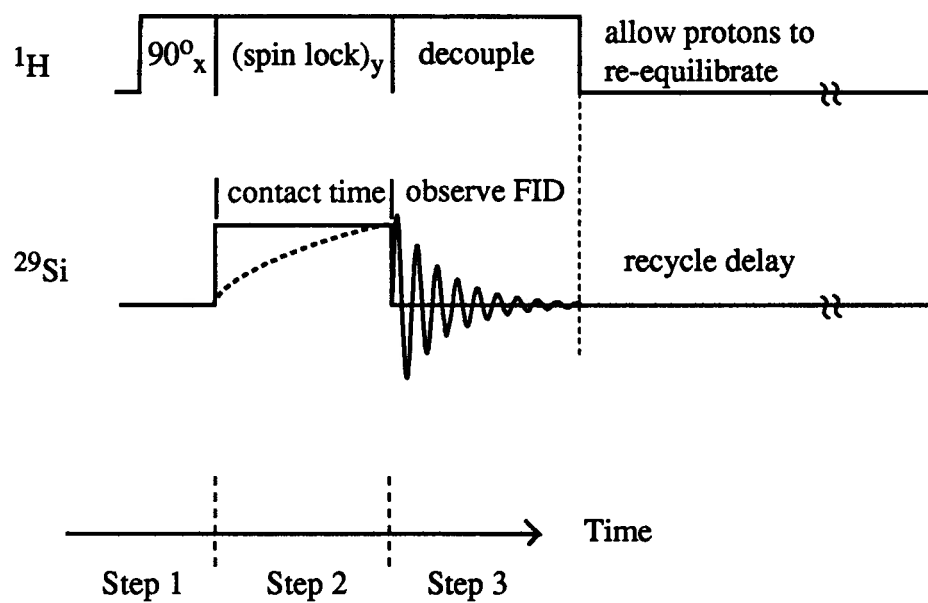 ¹H
90°ₓ
(spin lock)y
decouple
allow protons to
re-equilibrate
contact time
observe FID
²⁹Si
recycle delay
Time
Step 1
Step 2
Step 3